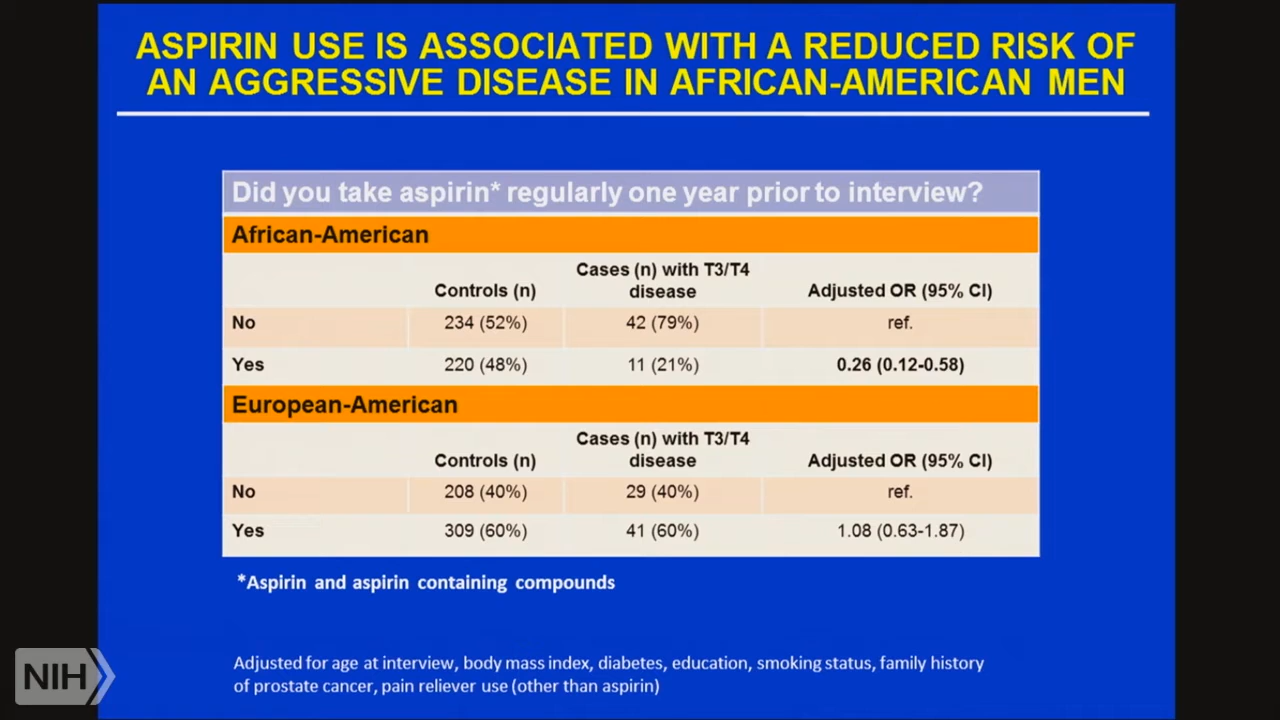 ASPIRIN USE IS ASSOCIATED WITH A REDUCED RISK OF
AN AGGRESSIVE DISEASE IN AFRICAN-AMERICAN MEN
Did you take aspirin* regularly one year prior to interview?
African-American
Controls (n) Cases (n) with T3/T4 disease Adjusted OR (95% CI)
No 234 (52%) 42 (79%) ref.
Yes 220 (48%) 11 (21%) 0.26 (0.12-0.58)
European-American
Controls (n) Cases (n) with T3/T4 disease Adjusted OR (95% CI)
No 208 (40%) 29 (40%) ref.
Yes 309 (60%) 41 (60%) 1.08 (0.63-1.87)
*Aspirin and aspirin containing compounds
Adjusted for age at interview, body mass index, diabetes, education, smoking status, family history
of prostate cancer, pain reliever use (other than aspirin)
NIH